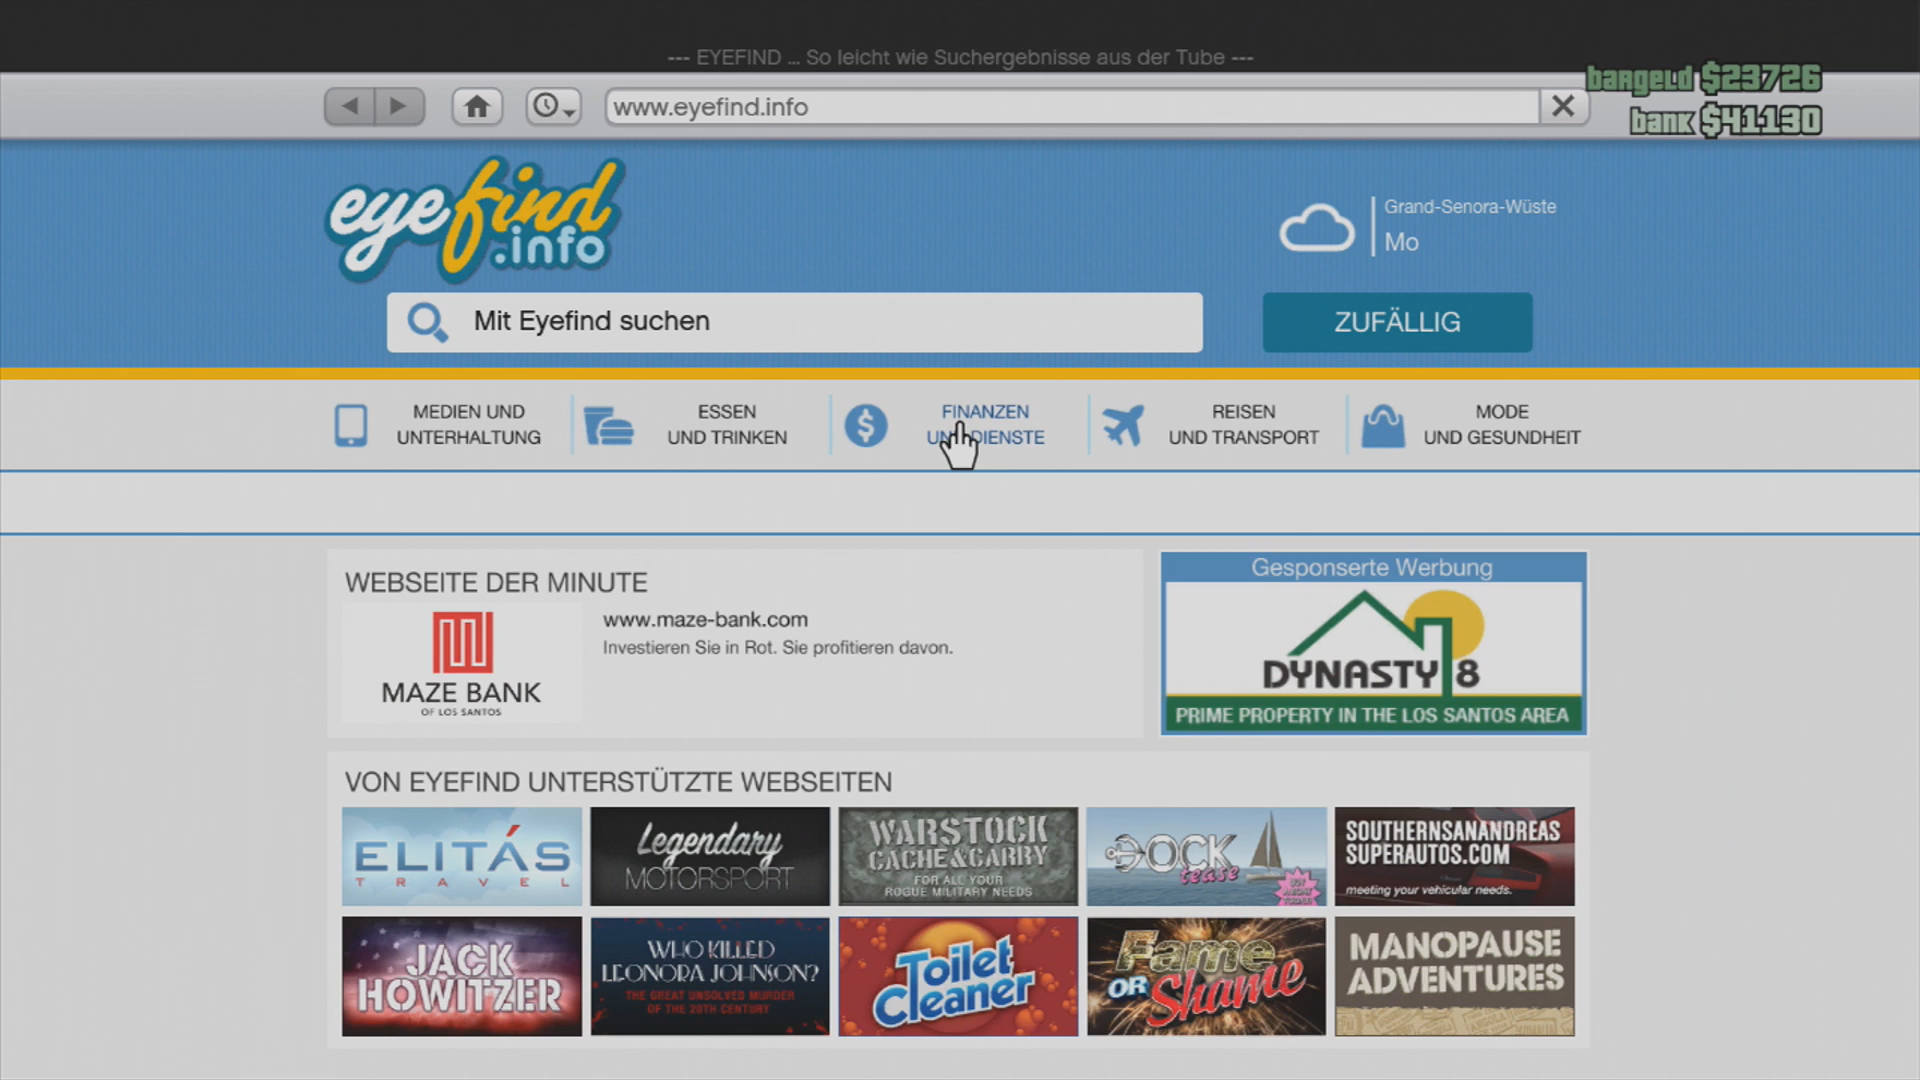 --- EYEFIND ... So leicht wie Suchergebnisse aus der Tube ---
bargeld $23726
www.eyefind.info
bank $41130
eyefind
.info
Grand-Senora-Wüste
Mo
Mit Eyefind suchen
ZUFÄLLIG
MEDIEN UND
UNTERHALTUNG
ESSEN
UND TRINKEN
FINANZEN
UND DIENSTE
REISEN
UND TRANSPORT
MODE
UND GESUNDHEIT
WEBSEITE DER MINUTE
MAZE BANK
OF LOS SANTOS
www.maze-bank.com
Investieren Sie in Rot. Sie profitieren davon.
Gesponserte Werbung
DYNASTY 8
PRIME PROPERTY IN THE LOS SANTOS AREA
VON EYEFIND UNTERSTÜTZTE WEBSEITEN
ELITÁS
TRAVEL
Legendary
MOTORSPORT
WARSTOCK
CACHE&CARRY
FOR ALL YOUR
ROGUE MILITARY NEEDS
DOCK
tease
SOUTHERNSANANDREAS
SUPERAUTOS.COM
meeting your vehicular needs.
JACK
HOWITZER
WHO KILLED
LEONORA JOHNSON?
THE GREAT UNSOLVED MURDER
OF THE 20TH CENTURY
Toilet
Cleaner
Fame
OR Shame
MANOPAUSE
ADVENTURES